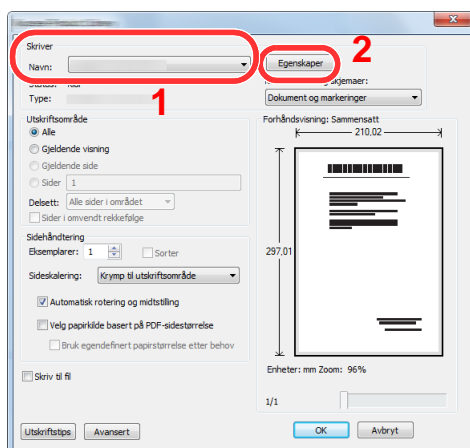 x
Skriver
Navn:
1
Egenskaper
2
Type:
Dokument og markeringer
Utskriftsområde
Alle
Gjeldende visning
Gjeldende side
Sider 1
Delsett: Alle sider i området
Sider i omvendt rekkefølge
Sidehåndtering
Eksemplarer: 1 Sorter
Sideskalering: Krymp til utskriftsområde
Automatisk rotering og midtstilling
Velg papirkilde basert på PDF-sidestørrelse
Bruk egendefinert papirstørrelse etter behov
Skriv til fil
Forhåndsvisning: Sammensatt
210,02
297,01
Enheter: mm Zoom: 96%
1/1
Utskriftstips Avansert OK Avbryt